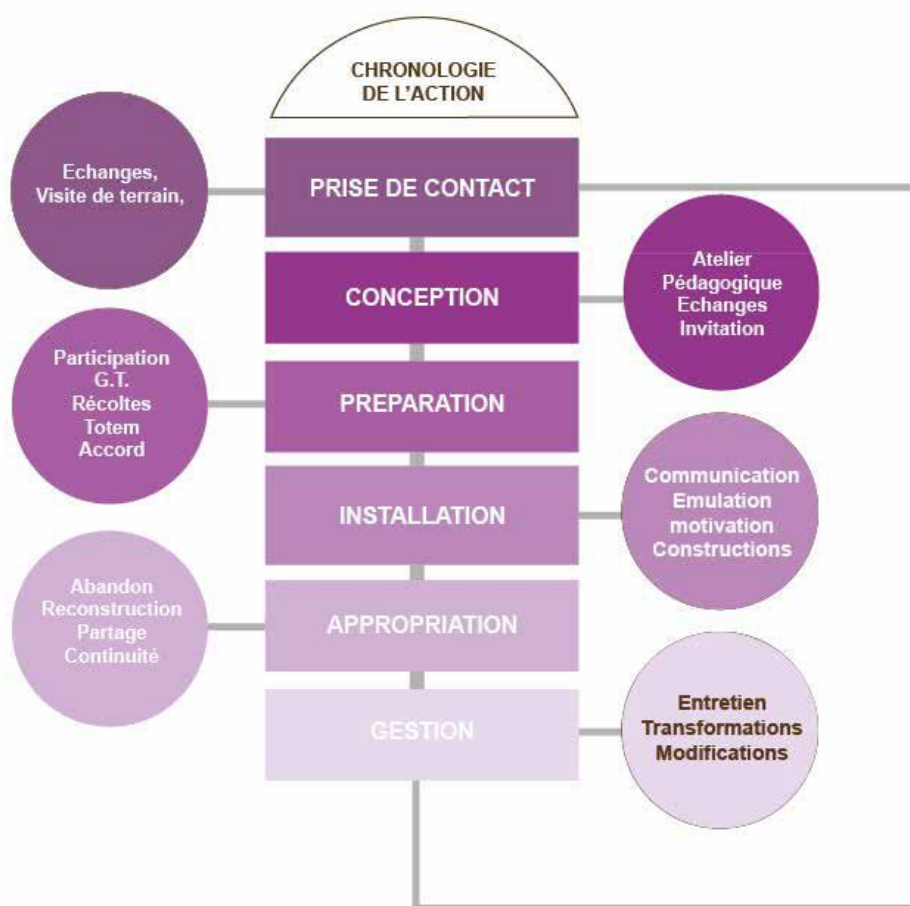 CHRONOLOGIE
DE L'ACTION
Echanges,
Visite de terrain,
PRISE DE CONTACT
CONCEPTION
Atelier
Pédagogique
Echanges
Invitation
Participation
G.T.
Récoltes
Totem
Accord
PREPARATION
INSTALLATION
Communication
Emulation
motivation
Constructions
Abandon
Reconstruction
Partage
Continuité
APPROPRIATION
GESTION
Entretien
Transformations
Modifications